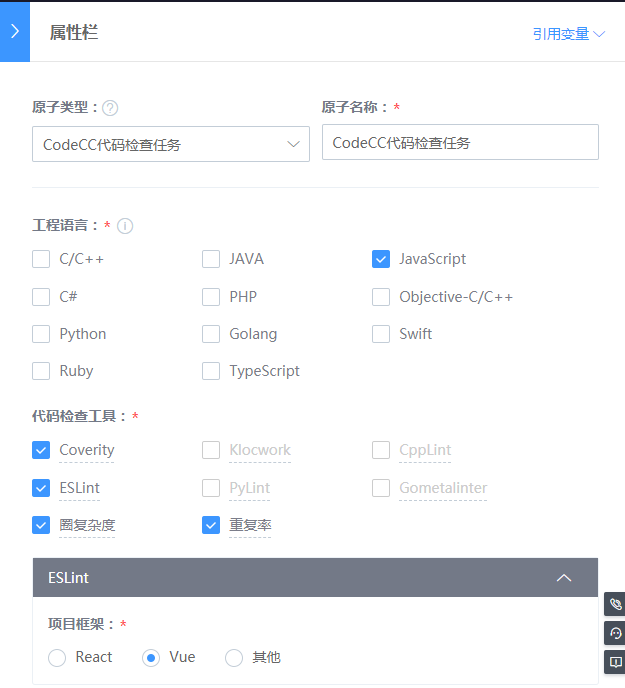 属性栏 引用变量
原子类型： 原子名称：*
CodeCC代码检查任务 CodeCC代码检查任务
工程语言：*
C/C++ JAVA JavaScript
C# PHP Objective-C/C++
Python Golang Swift
Ruby TypeScript
代码检查工具：*
Coverity Klocwork CppLint
ESLint PyLint Gometalinter
圈复杂度 重复率
ESLint
项目框架：*
React Vue 其他